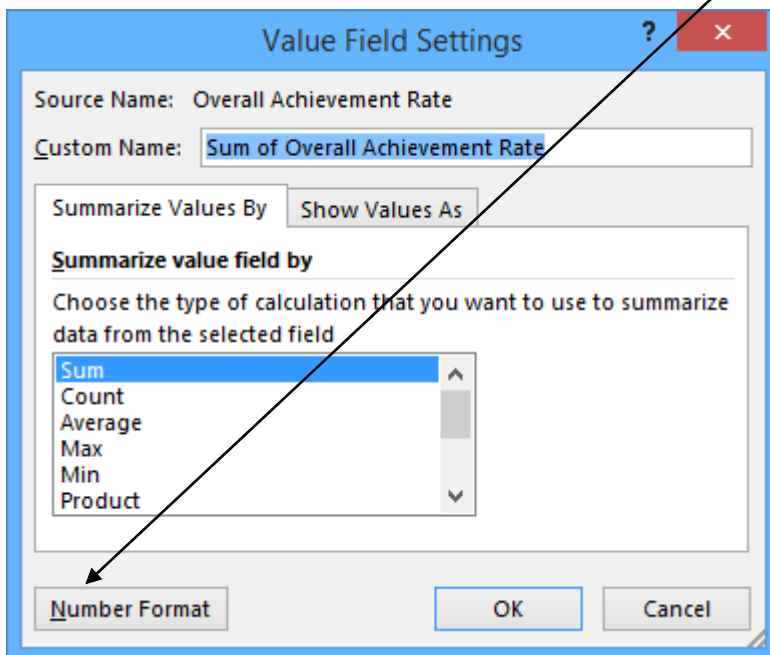 Value Field Settings ? ×
Source Name: Overall Achievement Rate
Custom Name: Sum of Overall Achievement Rate
Summarize Values By Show Values As
Summarize value field by
Choose the type of calculation that you want to use to summarize
data from the selected field
Sum
Count
Average
Max
Min
Product
Number Format OK Cancel